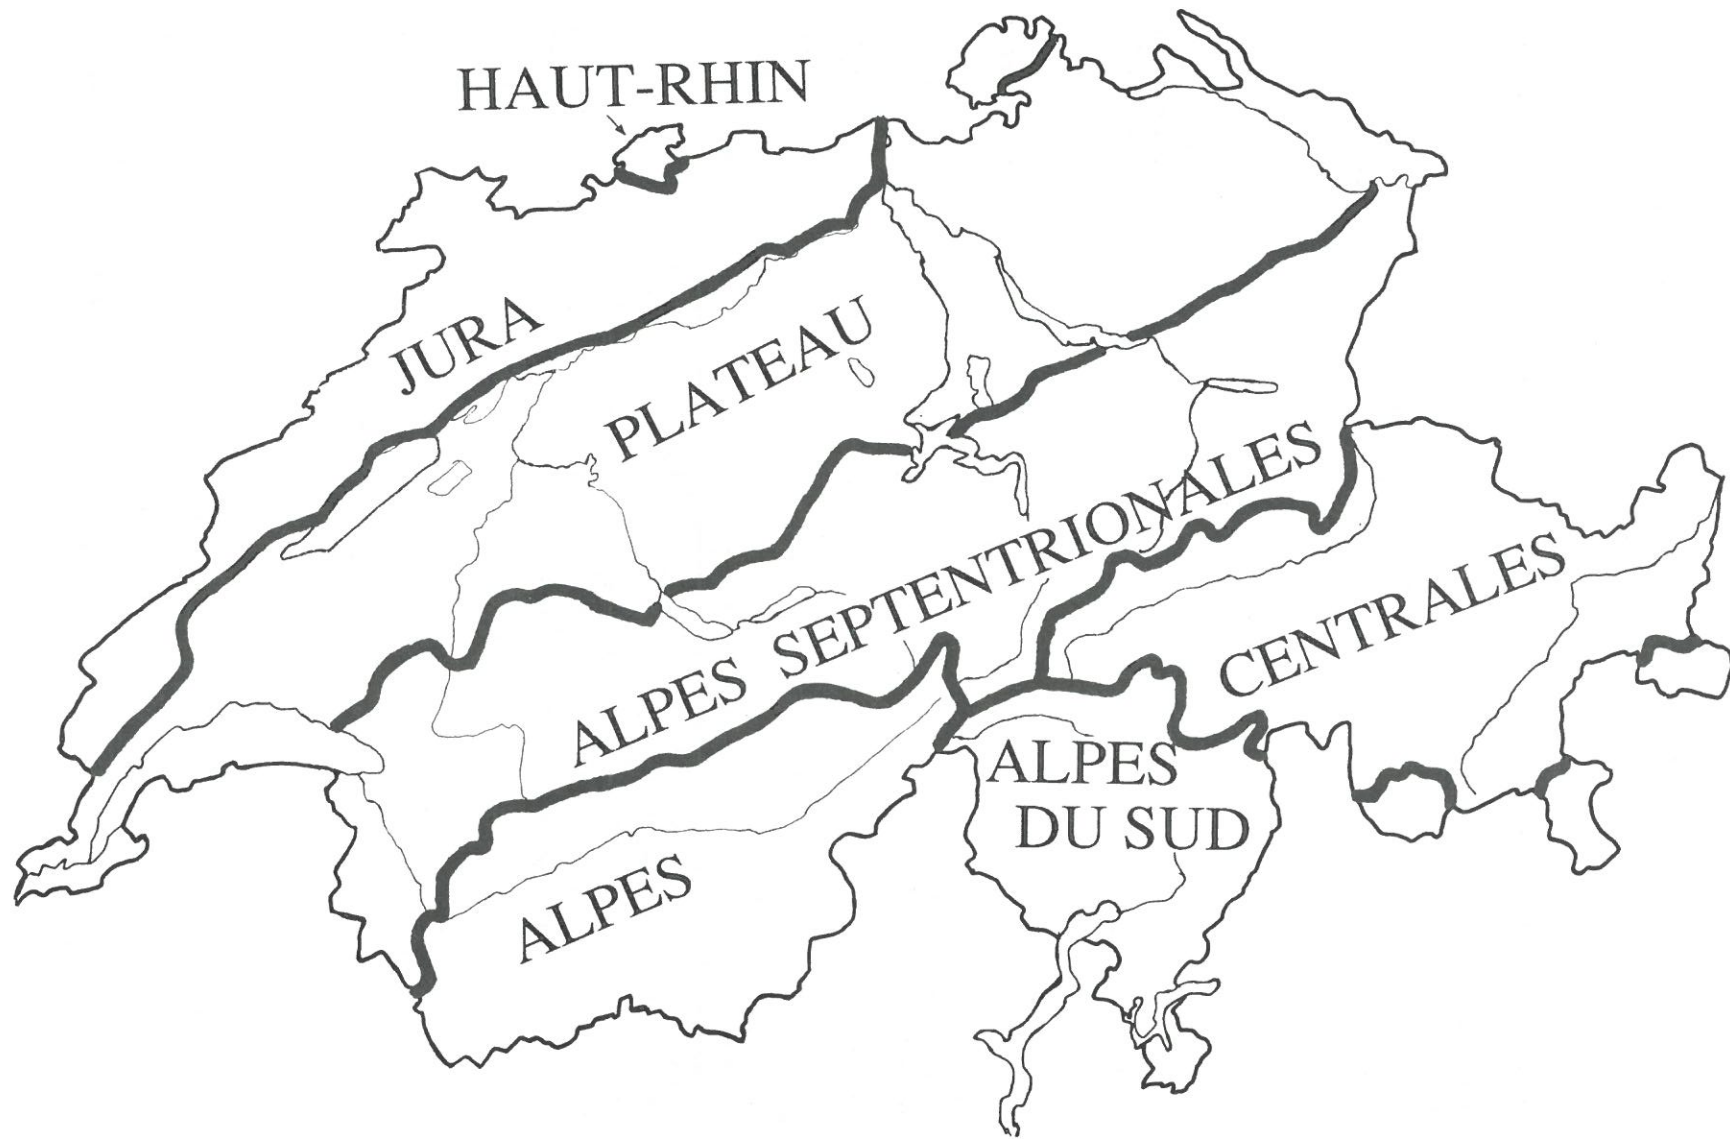 HAUT-RHIN
JURA
PLATEAU
ALPES SEPTENTRIONALES
ALPES CENTRALES
ALPES
DU SUD